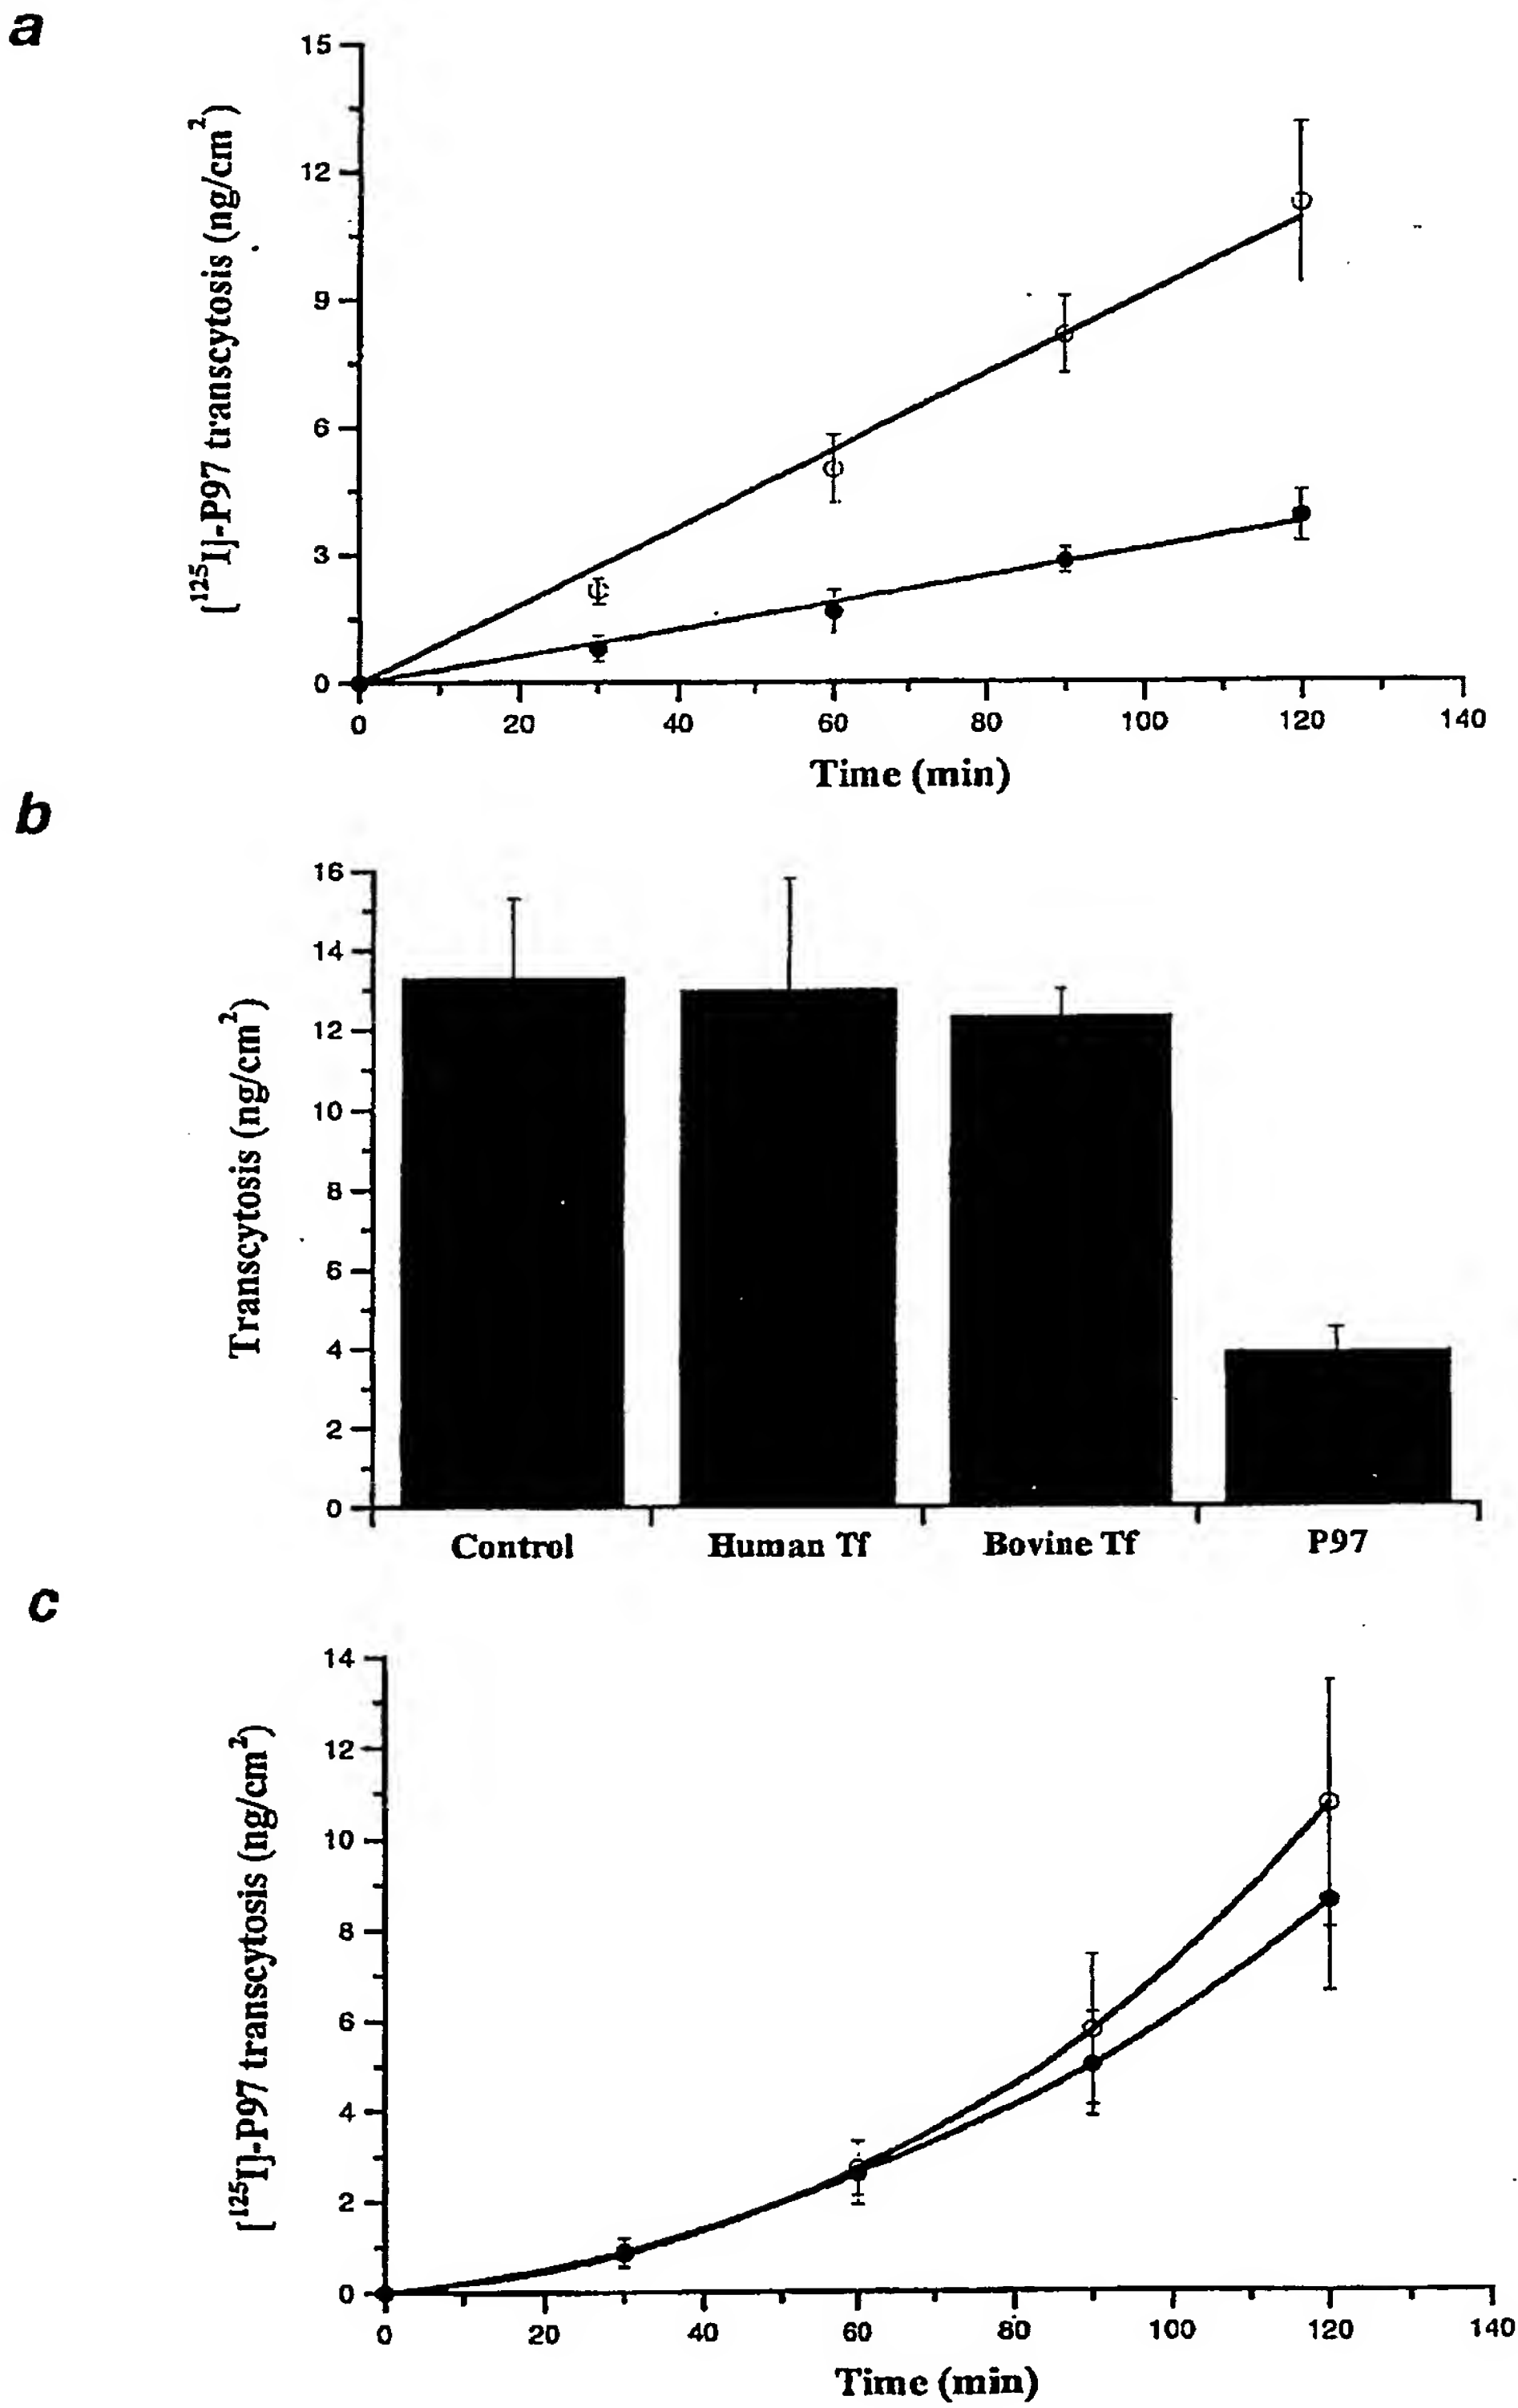 a
15
12
9
6
3
0
[¹²⁵I]-P97 transcytosis (ng/cm²)
0 20 40 60 80 100 120 140
Time (min)
b
16
14
12
10
8
6
4
2
0
Transcytosis (ng/cm²)
Control Human Tf Bovine Tf P97
c
14
12
10
8
6
4
2
0
[¹²⁵I]-P97 transcytosis (ng/cm²)
0 20 40 60 80 100 120 140
Time (min)